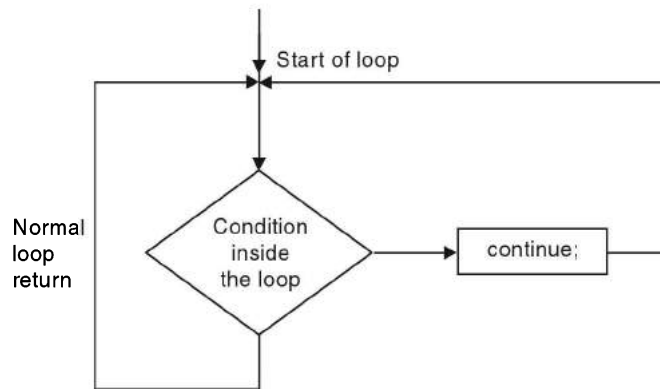 Start of loop
Normal
loop
return
Condition
inside
the loop
continue;